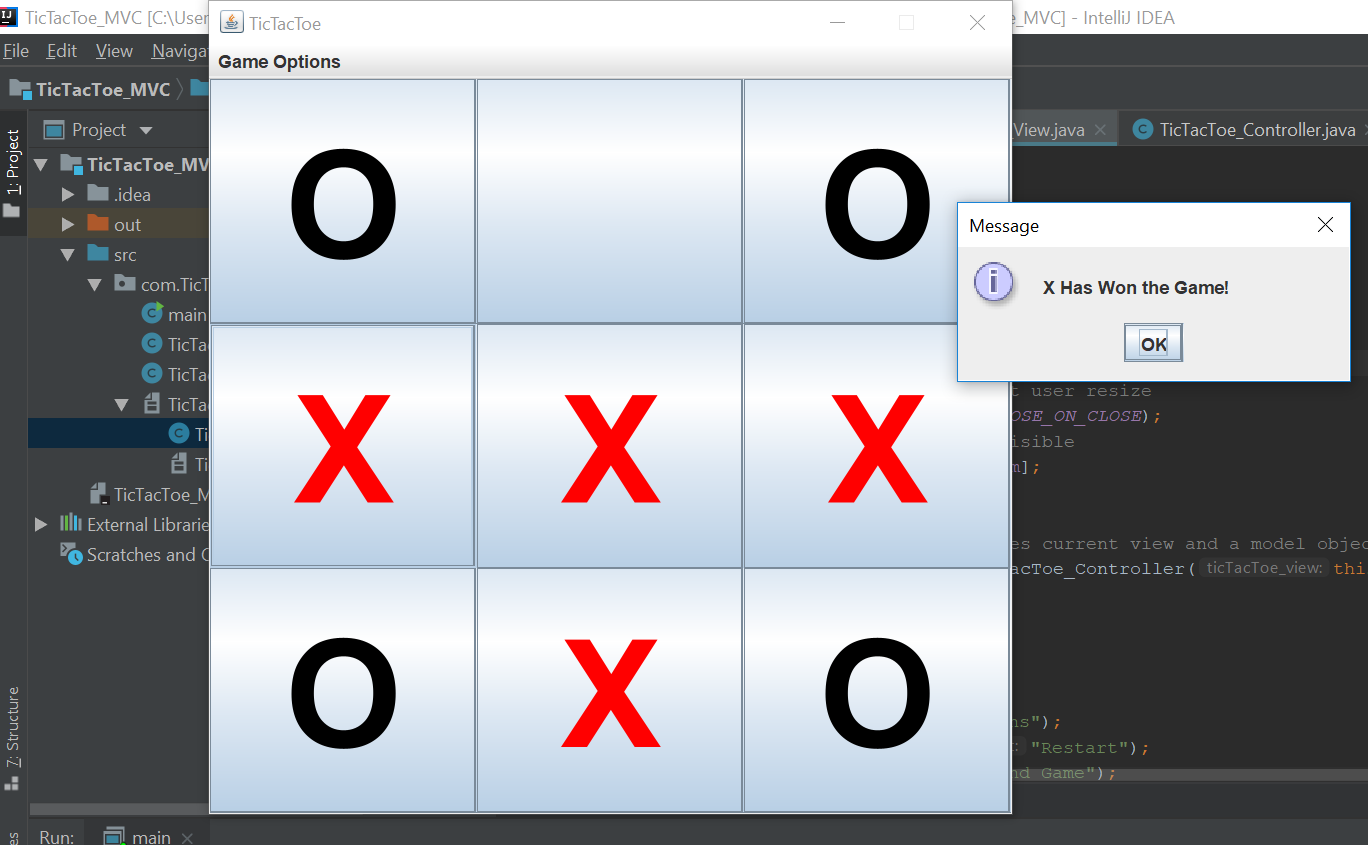 TicTacToe_MVC [C:\User
TicTacToe
_MVC] - IntelliJ IDEA
File Edit View Naviga
Game Options
TicTacToe_MVC
View.java
TicTacToe_Controller.java
1: Project
Project
TicTacToe_MV
.idea
out
src
com.TicT
main
TicTa
TicTa
TicTa
Ti
Ti
TicTacToe_M
External Librarie
Scratches and C
7: Structure
O O
X X X
O X O
Message
X Has Won the Game!
OK
t user resize
OSE_ON_CLOSE);
isible
m];
es current view and a model objec
acToe_Controller( ticTacToe_view: thi
ns");
: "Restart");
nd Game");
es
Run: main